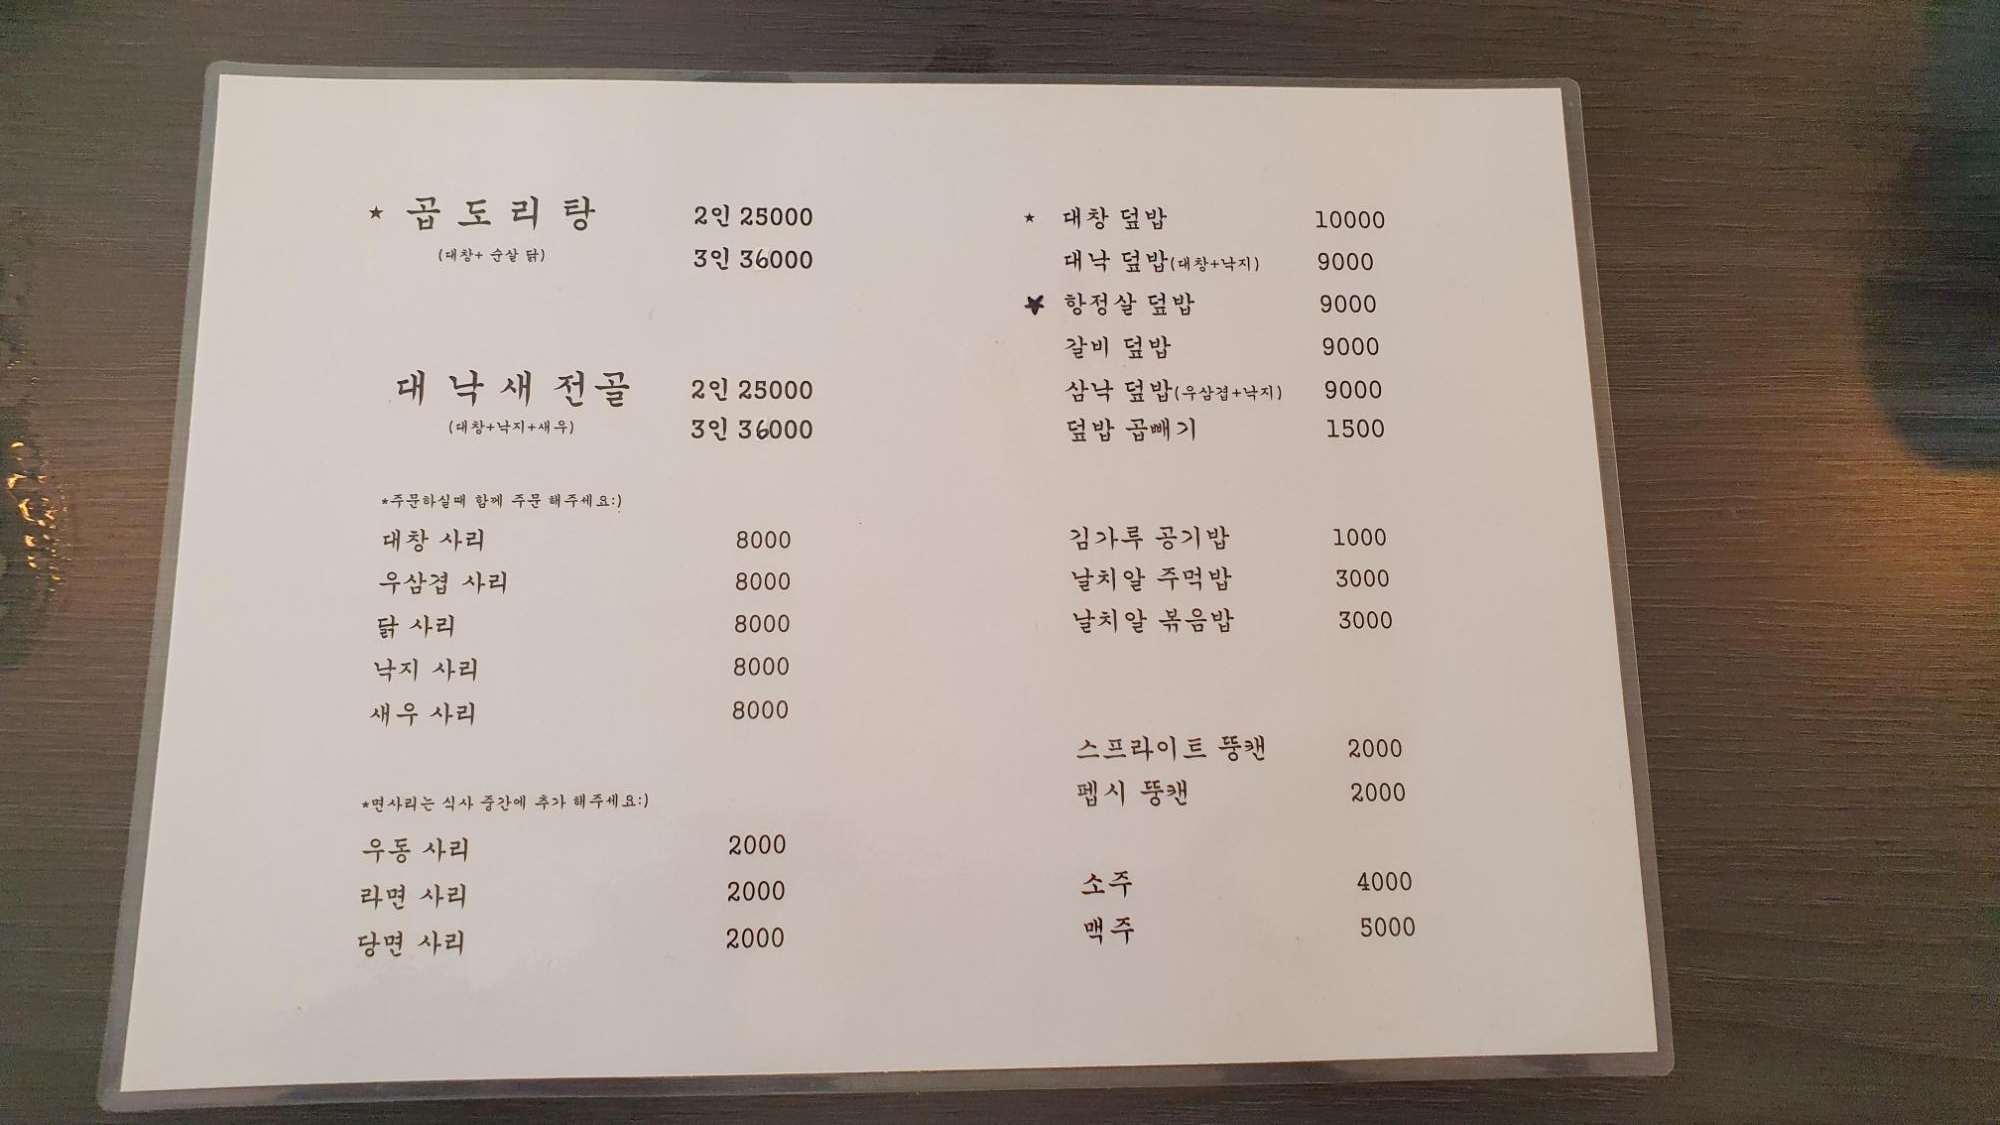 ★ 곱도리탕 2인 25000
(대창+ 순살 닭) 3인 36000
대낙새전골 2인 25000
(대창+낙지+새우) 3인 36000
*주문하실때 함께 주문 해주세요:)
대창 사리 8000
우삼겹 사리 8000
닭 사리 8000
낙지 사리 8000
새우 사리 8000
*면사리는 식사 중간에 추가 해주세요:)
우동 사리 2000
라면 사리 2000
당면 사리 2000
★ 대창 덮밥 10000
대낙 덮밥(대창+낙지) 9000
★ 항정살 덮밥 9000
갈비 덮밥 9000
삼낙 덮밥(우삼겹+낙지) 9000
덮밥 곱빼기 1500
김가루 공기밥 1000
날치알 주먹밥 3000
날치알 볶음밥 3000
스프라이트 뚱캔 2000
펩시 뚱캔 2000
소주 4000
맥주 5000